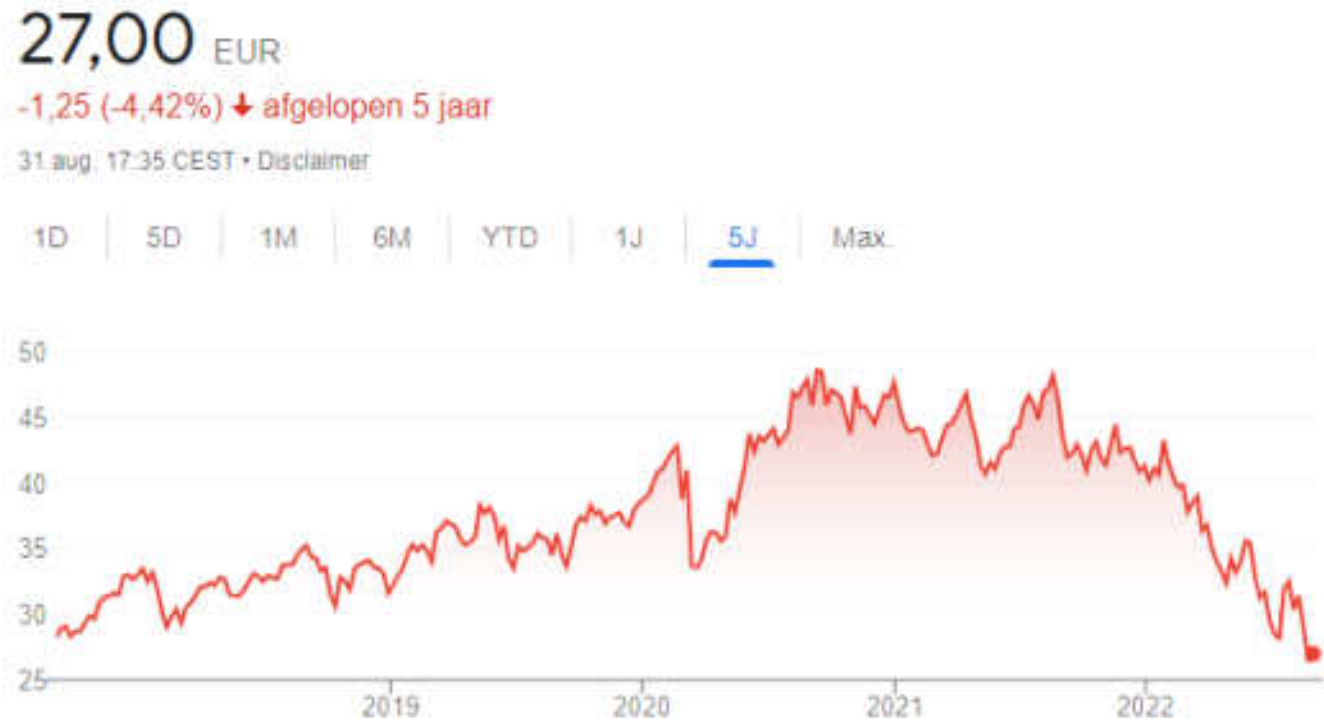 27,00 EUR
-1,25 (-4,42%) ↓ afgelopen 5 jaar
31 aug. 17:35 CEST • Disclaimer
1D 5D 1M 6M YTD 1J 5J Max.
50
45
40
35
30
25
2019 2020 2021 2022